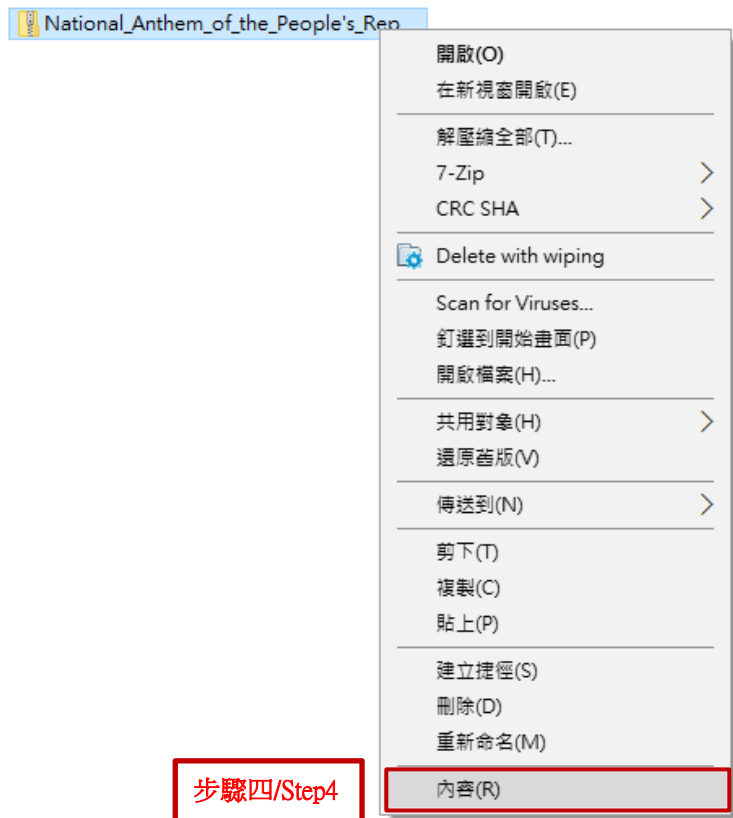 National_Anthem_of_the_People's_Rep
開啟(O)
在新視窗開啟(E)
解壓縮全部(T)...
7-Zip
CRC SHA
Delete with wiping
Scan for Viruses...
釘選到開始畫面(P)
開啟檔案(H)...
共用對象(H)
還原舊版(V)
傳送到(N)
剪下(T)
複製(C)
貼上(P)
建立捷徑(S)
刪除(D)
重新命名(M)
步驟四/Step4
內容(R)